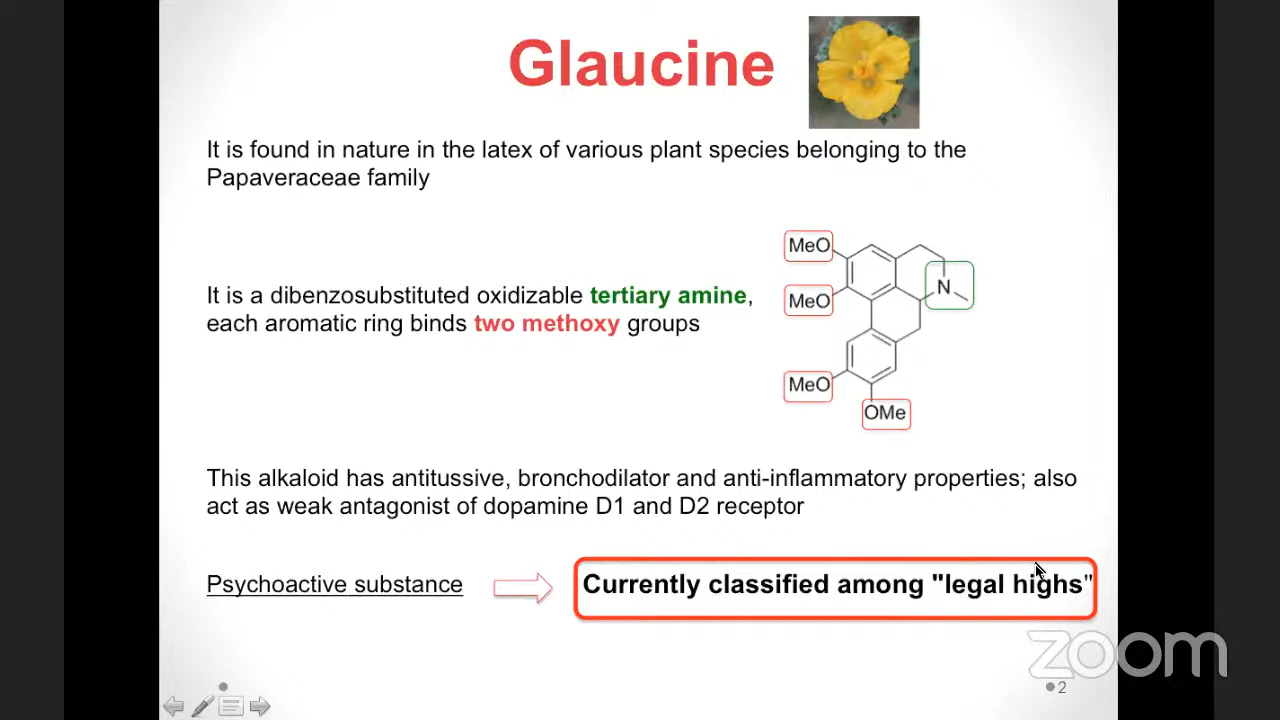 Glaucine
It is found in nature in the latex of various plant species belonging to the
Papaveraceae family
MeO
MeO
N
It is a dibenzosubstituted oxidizable tertiary amine,
each aromatic ring binds two methoxy groups
MeO
OMe
This alkaloid has antitussive, bronchodilator and anti-inflammatory properties; also
act as weak antagonist of dopamine D1 and D2 receptor
Psychoactive substance
Currently classified among "legal highs"
zoom
2